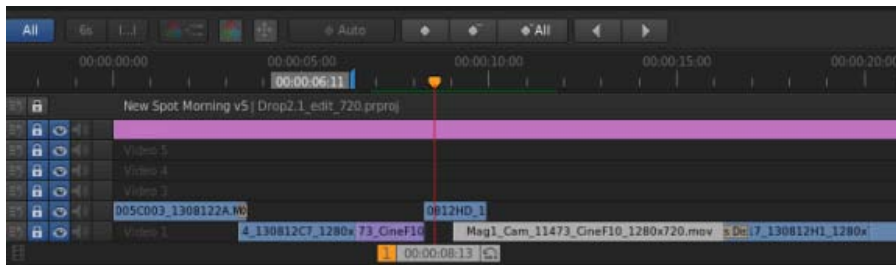 All 6s [...] Auto All
00:00:00:00 00:00:05:00 00:00:10:00 00:00:15:00 00:00:20:00
00:00:06:11
New Spot Morning v5 | Drop2.1_edit_720.prproj
Video 5
Video 4
Video 3
005C003_1308122A.Mo 0812HD_1
Video 1 4_130812C7_1280x 73_CineF10 Mag1_Cam_11473_CineF10_1280x720.mov s De 7_130812H1_1280x
1 00:00:08:13